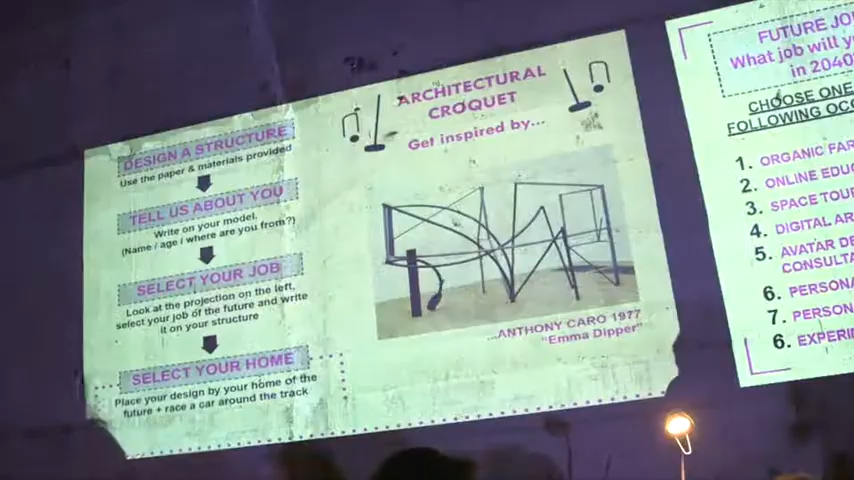 DESIGN A STRUCTURE
Use the paper & materials provided
TELL US ABOUT YOU
Write on your model.
(Name / age / where are you from?)
SELECT YOUR JOB
Look at the projection on the left,
select your job of the future and write
it on your structure
SELECT YOUR HOME
Place your design by your home of the
future + race a car around the track
ARCHITECTURAL
CROQUET
Get inspired by...
...ANTHONY CARO 1977
"Emma Dipper"
FUTURE JO
What job will y
in 2040
CHOOSE ONE
FOLLOWING OCC
1. ORGANIC FAR
2. ONLINE EDUC
3. SPACE TOUR
4. DIGITAL AR
5. AVATAR DE
CONSULTA
6. PERSONA
7. PERSON
6. EXPERI